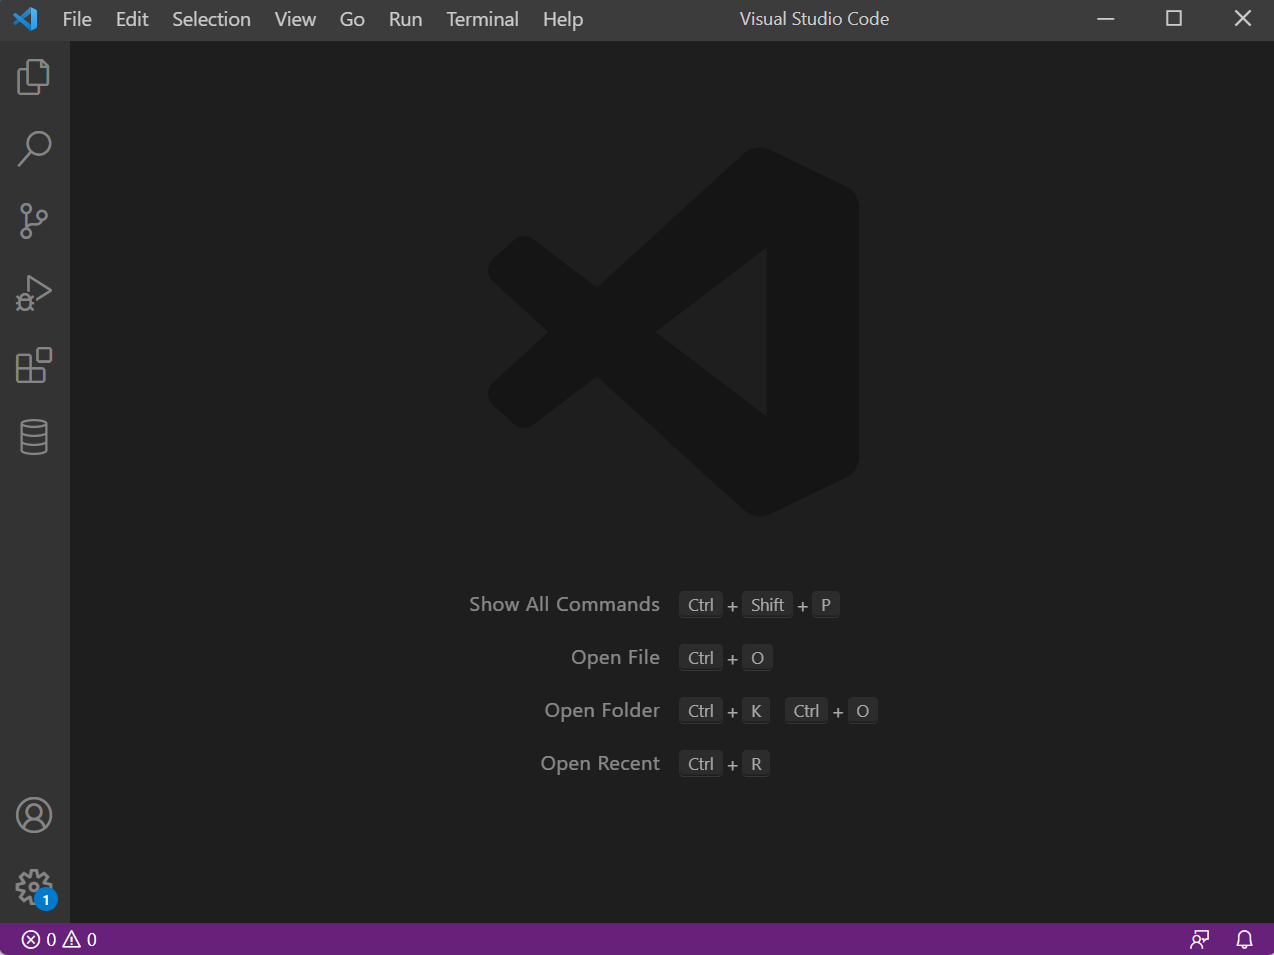 File Edit Selection View Go Run Terminal Help Visual Studio Code
Show All Commands Ctrl + Shift + P
Open File Ctrl + O
Open Folder Ctrl + K Ctrl + O
Open Recent Ctrl + R
1
0 0